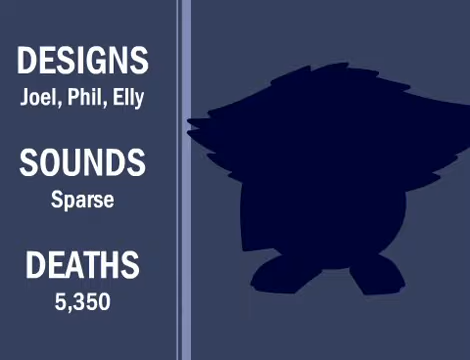 DESIGNS
Joel, Phil, Elly
SOUNDS
Sparse
DEATHS
5,350